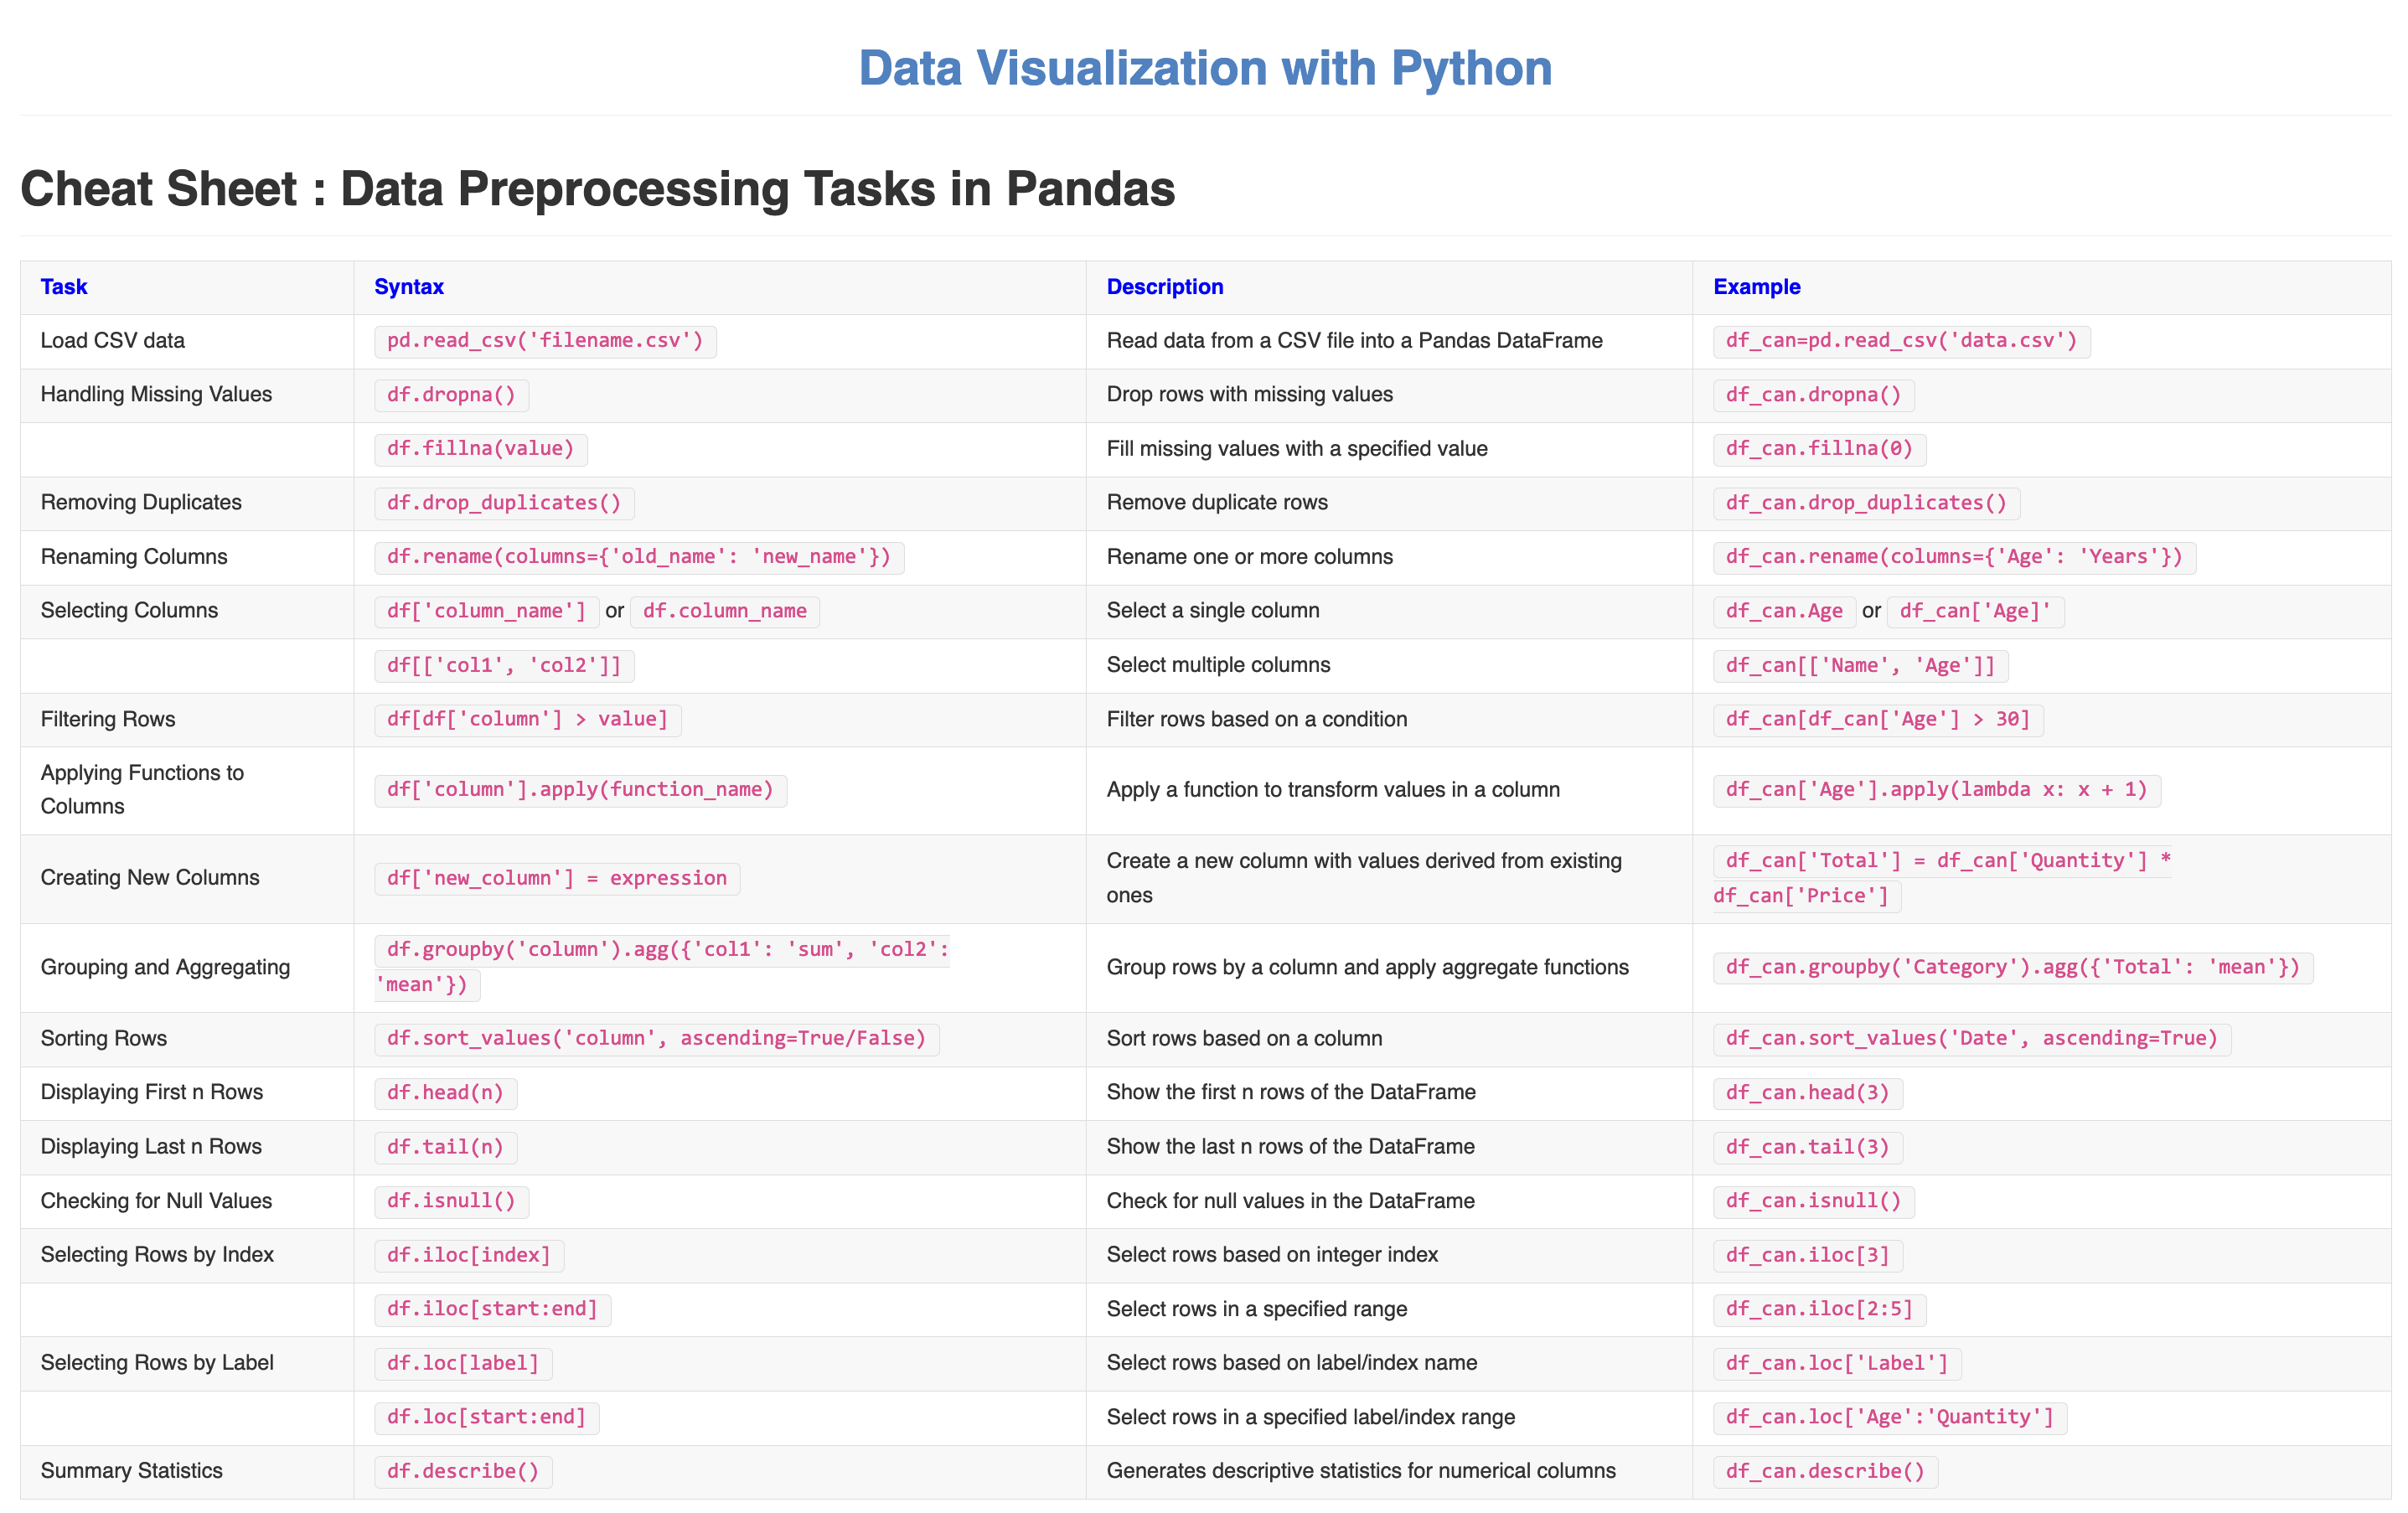 Data Visualization with Python
Cheat Sheet : Data Preprocessing Tasks in Pandas
Task Syntax Description Example
Load CSV data pd.read_csv('filename.csv') Read data from a CSV file into a Pandas DataFrame df_can=pd.read_csv('data.csv')
Handling Missing Values df.dropna() Drop rows with missing values df_can.dropna()
df.fillna(value) Fill missing values with a specified value df_can.fillna(0)
Removing Duplicates df.drop_duplicates() Remove duplicate rows df_can.drop_duplicates()
Renaming Columns df.rename(columns={'old_name': 'new_name'}) Rename one or more columns df_can.rename(columns={'Age': 'Years'})
Selecting Columns df['column_name'] or df.column_name Select a single column df_can.Age or df_can['Age]'
df[['col1', 'col2']] Select multiple columns df_can[['Name', 'Age']]
Filtering Rows df[df['column'] > value] Filter rows based on a condition df_can[df_can['Age'] > 30]
Applying Functions to
Columns
df['column'].apply(function_name) Apply a function to transform values in a column df_can['Age'].apply(lambda x: x + 1)
Creating New Columns df['new_column'] = expression
Create a new column with values derived from existing
ones
df_can['Total'] = df_can['Quantity'] *
df_can['Price']
Grouping and Aggregating
df.groupby('column').agg({'col1': 'sum', 'col2':
'mean'})
Group rows by a column and apply aggregate functions df_can.groupby('Category').agg({'Total': 'mean'})
Sorting Rows df.sort_values('column', ascending=True/False) Sort rows based on a column df_can.sort_values('Date', ascending=True)
Displaying First n Rows df.head(n) Show the first n rows of the DataFrame df_can.head(3)
Displaying Last n Rows df.tail(n) Show the last n rows of the DataFrame df_can.tail(3)
Checking for Null Values df.isnull() Check for null values in the DataFrame df_can.isnull()
Selecting Rows by Index df.iloc[index] Select rows based on integer index df_can.iloc[3]
df.iloc[start:end] Select rows in a specified range df_can.iloc[2:5]
Selecting Rows by Label df.loc[label] Select rows based on label/index name df_can.loc['Label']
df.loc[start:end] Select rows in a specified label/index range df_can.loc['Age':'Quantity']
Summary Statistics df.describe() Generates descriptive statistics for numerical columns df_can.describe()